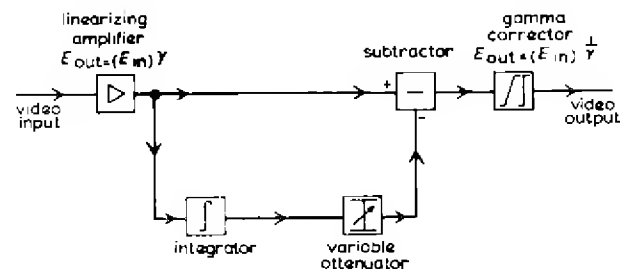 linearizing
amplifier
E out=(E in) γ
gamma
corrector
E out=(E in) 1/γ
subtractor
+
−
−
video
input
video
output
integrator
variable
attenuator